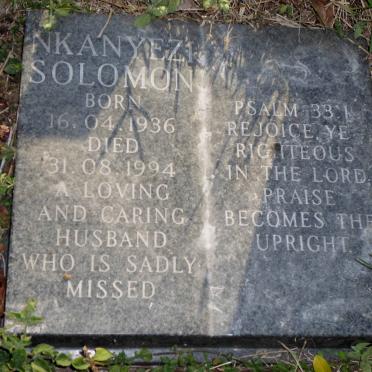 NKANYEZI
SOLOMON
BORN
16.04.1936
DIED
31.08.1994
A LOVING
AND CARING
HUSBAND
WHO IS SADLY
MISSED
PSALM 33:1
REJOICE, YE
RIGHTEOUS
IN THE LORD.
PRAISE
BECOMES THE
UPRIGHT